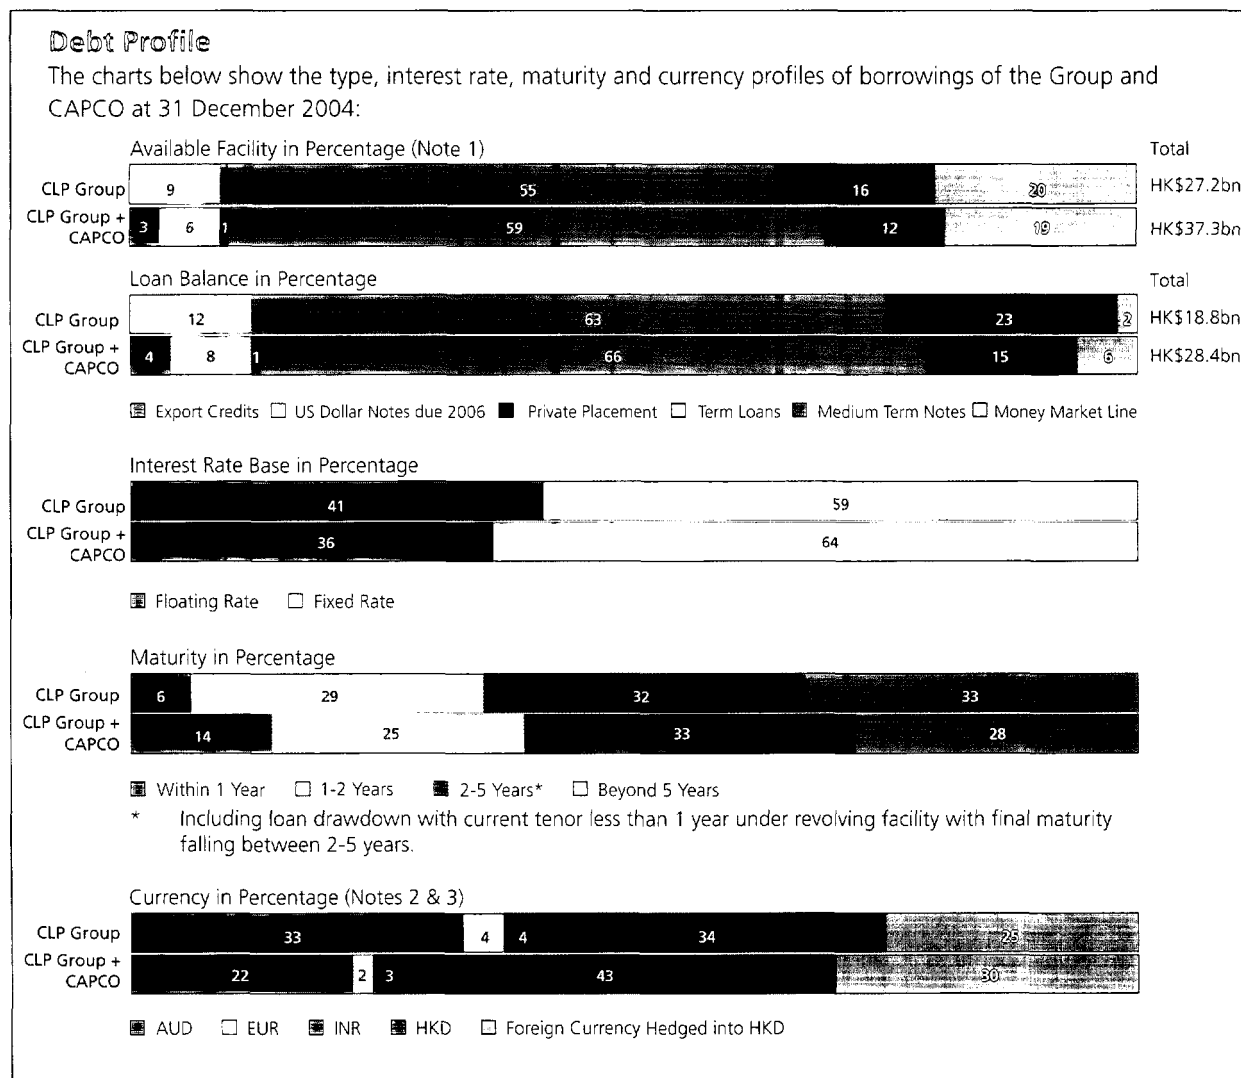 Debt Profile
The charts below show the type, interest rate, maturity and currency profiles of borrowings of the Group and
CAPCO at 31 December 2004:
Available Facility in Percentage (Note 1) Total
CLP Group 9 55 16 20 HK$27.2bn
CLP Group + CAPCO 3 6 1 59 12 19 HK$37.3bn
Loan Balance in Percentage Total
CLP Group 12 63 23 2 HK$18.8bn
CLP Group + CAPCO 4 8 1 66 15 6 HK$28.4bn
Export Credits US Dollar Notes due 2006 Private Placement Term Loans Medium Term Notes Money Market Line
Interest Rate Base in Percentage
CLP Group 41 59
CLP Group + CAPCO 36 64
Floating Rate Fixed Rate
Maturity in Percentage
CLP Group 6 29 32 33
CLP Group + CAPCO 14 25 33 28
Within 1 Year 1-2 Years 2-5 Years* Beyond 5 Years
* Including loan drawdown with current tenor less than 1 year under revolving facility with final maturity
falling between 2-5 years.
Currency in Percentage (Notes 2 & 3)
CLP Group 33 4 4 34 25
CLP Group + CAPCO 22 2 3 43 30
AUD EUR INR HKD Foreign Currency Hedged into HKD